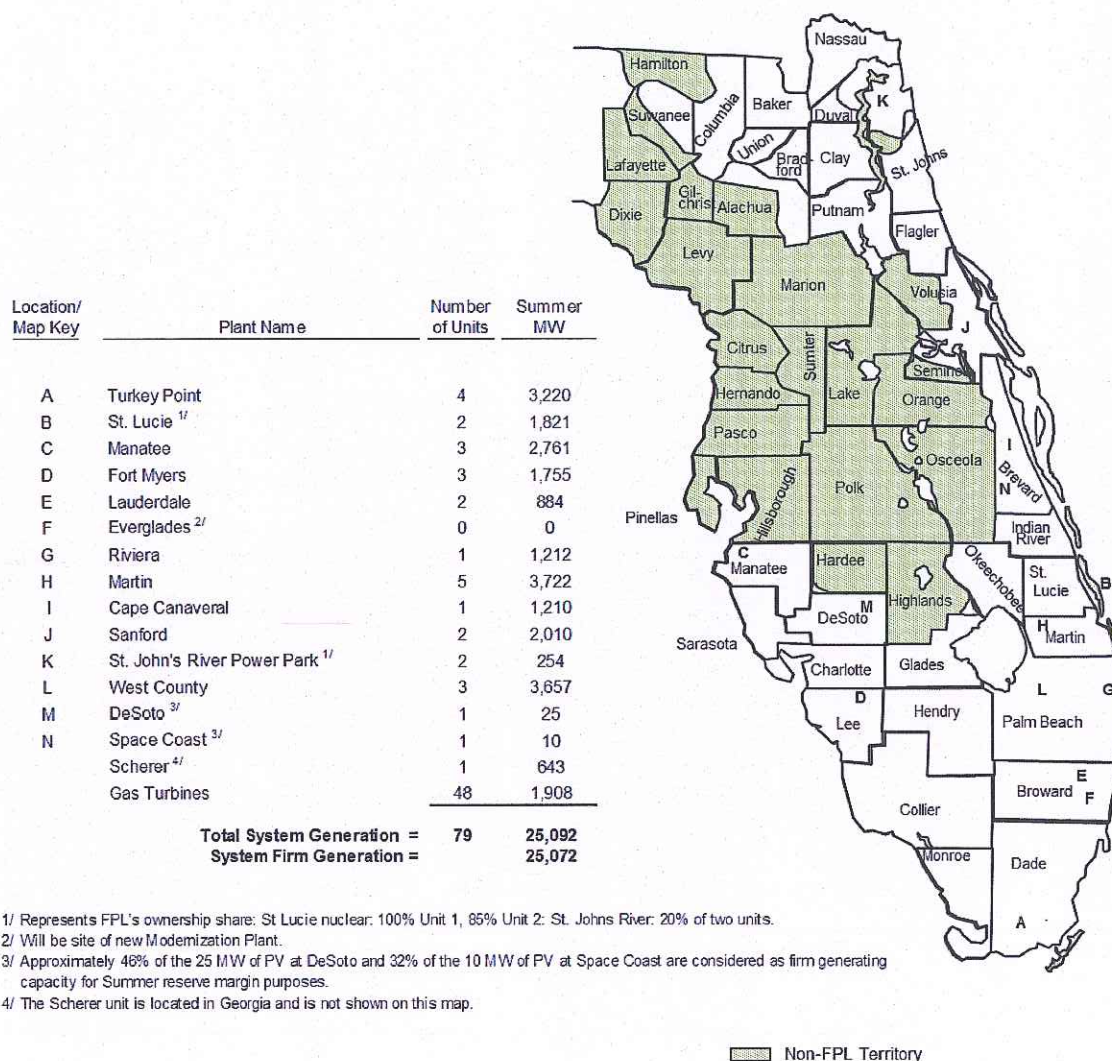 Nassau
Hamilton
K
Columbia
Baker
Duval
Suwanee
Union
Brad-
ford
Clay
St. Johns
Lafayette
Gil-
chris
Alachua
Putnam
Dixie
Flagler
Levy
Marion
Volusia
J
Citrus
Sumter
Seminol
Hernando
Lake
Orange
Pasco
I
Brevard
Osceola
N
Polk
Hillsborough
Pinellas
Indian
River
C
Manatee
Hardee
Okeechobee
St.
Lucie
B
M
Highlands
DeSoto
H
Martin
Sarasota
Charlotte
Glades
L
G
D
Lee
Hendry
Palm Beach
E
Broward
F
Collier
Monroe
Dade
A
Location/ Number Summer
Map Key Plant Name of Units MW
A Turkey Point 4 3,220
B St. Lucie 1/ 2 1,821
C Manatee 3 2,761
D Fort Myers 3 1,755
E Lauderdale 2 884
F Everglades 2/ 0 0
G Riviera 1 1,212
H Martin 5 3,722
I Cape Canaveral 1 1,210
J Sanford 2 2,010
K St. John's River Power Park 1/ 2 254
L West County 3 3,657
M DeSoto 3/ 1 25
N Space Coast 3/ 1 10
Scherer 4/ 1 643
Gas Turbines 48 1,908
Total System Generation = 79 25,092
System Firm Generation = 25,072
1/ Represents FPL's ownership share: St Lucie nuclear: 100% Unit 1, 85% Unit 2: St. Johns River: 20% of two units.
2/ Will be site of new Modernization Plant.
3/ Approximately 46% of the 25 MW of PV at DeSoto and 32% of the 10 MW of PV at Space Coast are considered as firm generating
capacity for Summer reserve margin purposes.
4/ The Scherer unit is located in Georgia and is not shown on this map.
Non-FPL Territory